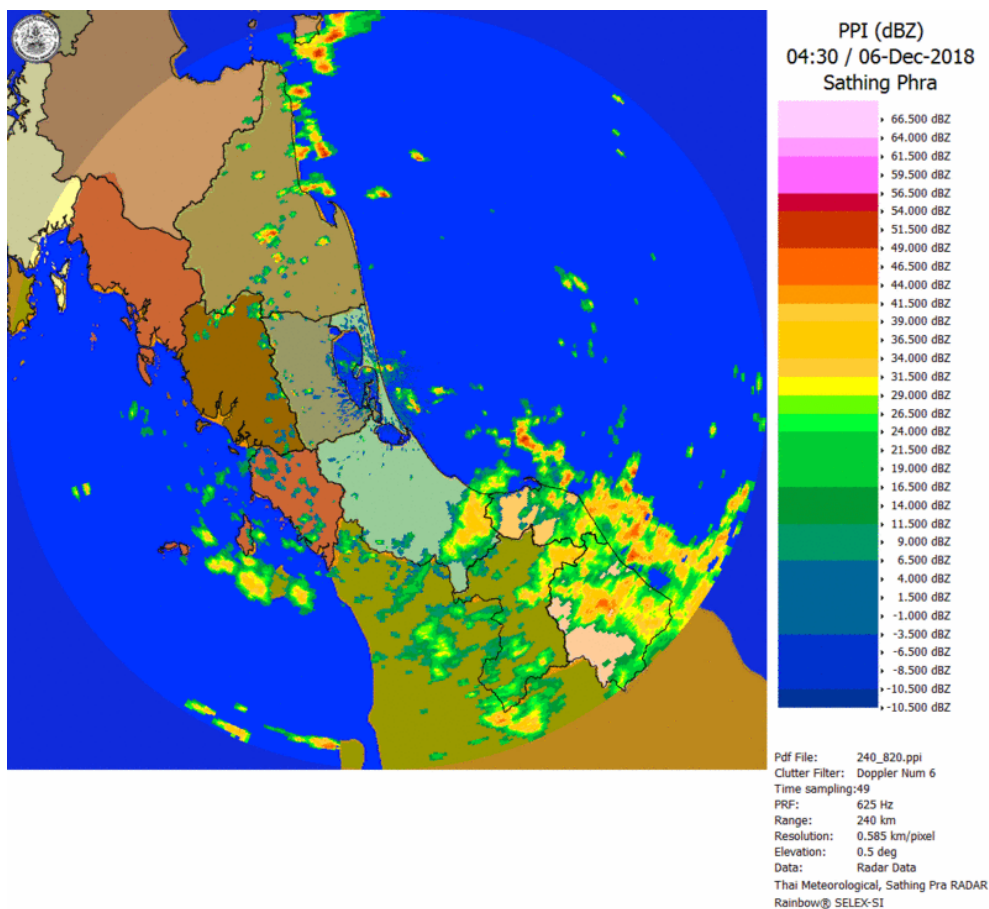 PPI (dBZ)
04:30 / 06-Dec-2018
Sathing Phra
66.500 dBZ
64.000 dBZ
61.500 dBZ
59.500 dBZ
56.500 dBZ
54.000 dBZ
51.500 dBZ
49.000 dBZ
46.500 dBZ
44.000 dBZ
41.500 dBZ
39.000 dBZ
36.500 dBZ
34.000 dBZ
31.500 dBZ
29.000 dBZ
26.500 dBZ
24.000 dBZ
21.500 dBZ
19.000 dBZ
16.500 dBZ
14.000 dBZ
11.500 dBZ
9.000 dBZ
6.500 dBZ
4.000 dBZ
1.500 dBZ
-1.000 dBZ
-3.500 dBZ
-6.500 dBZ
-8.500 dBZ
-10.500 dBZ
-10.500 dBZ
Pdf File: 240_820.ppi
Clutter Filter: Doppler Num 6
Time sampling:49
PRF: 625 Hz
Range: 240 km
Resolution: 0.585 km/pixel
Elevation: 0.5 deg
Data: Radar Data
Thai Meteorological, Sathing Pra RADAR
Rainbow® SELEX-SI